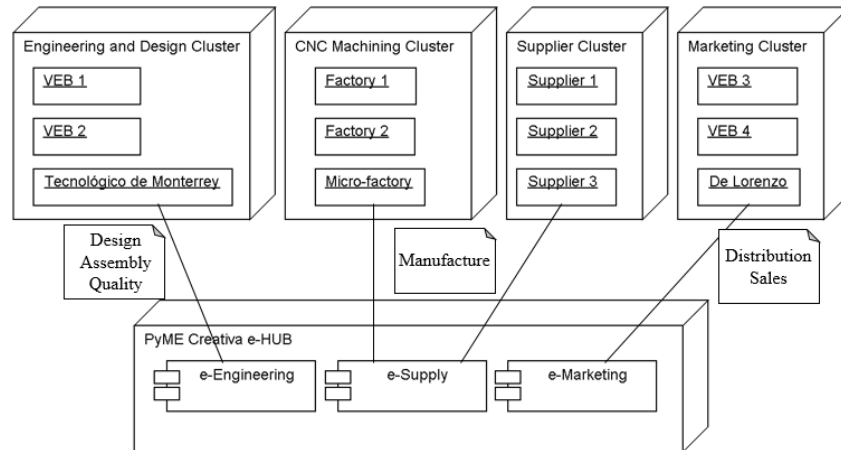 Engineering and Design Cluster
VEB 1
VEB 2
Tecnológico de Monterrey
CNC Machining Cluster
Factory 1
Factory 2
Micro-factory
Supplier Cluster
Supplier 1
Supplier 2
Supplier 3
Marketing Cluster
VEB 3
VEB 4
De Lorenzo
Design
Assembly
Quality
Manufacture
Distribution
Sales
PyME Creativa e-HUB
e-Engineering
e-Supply
e-Marketing